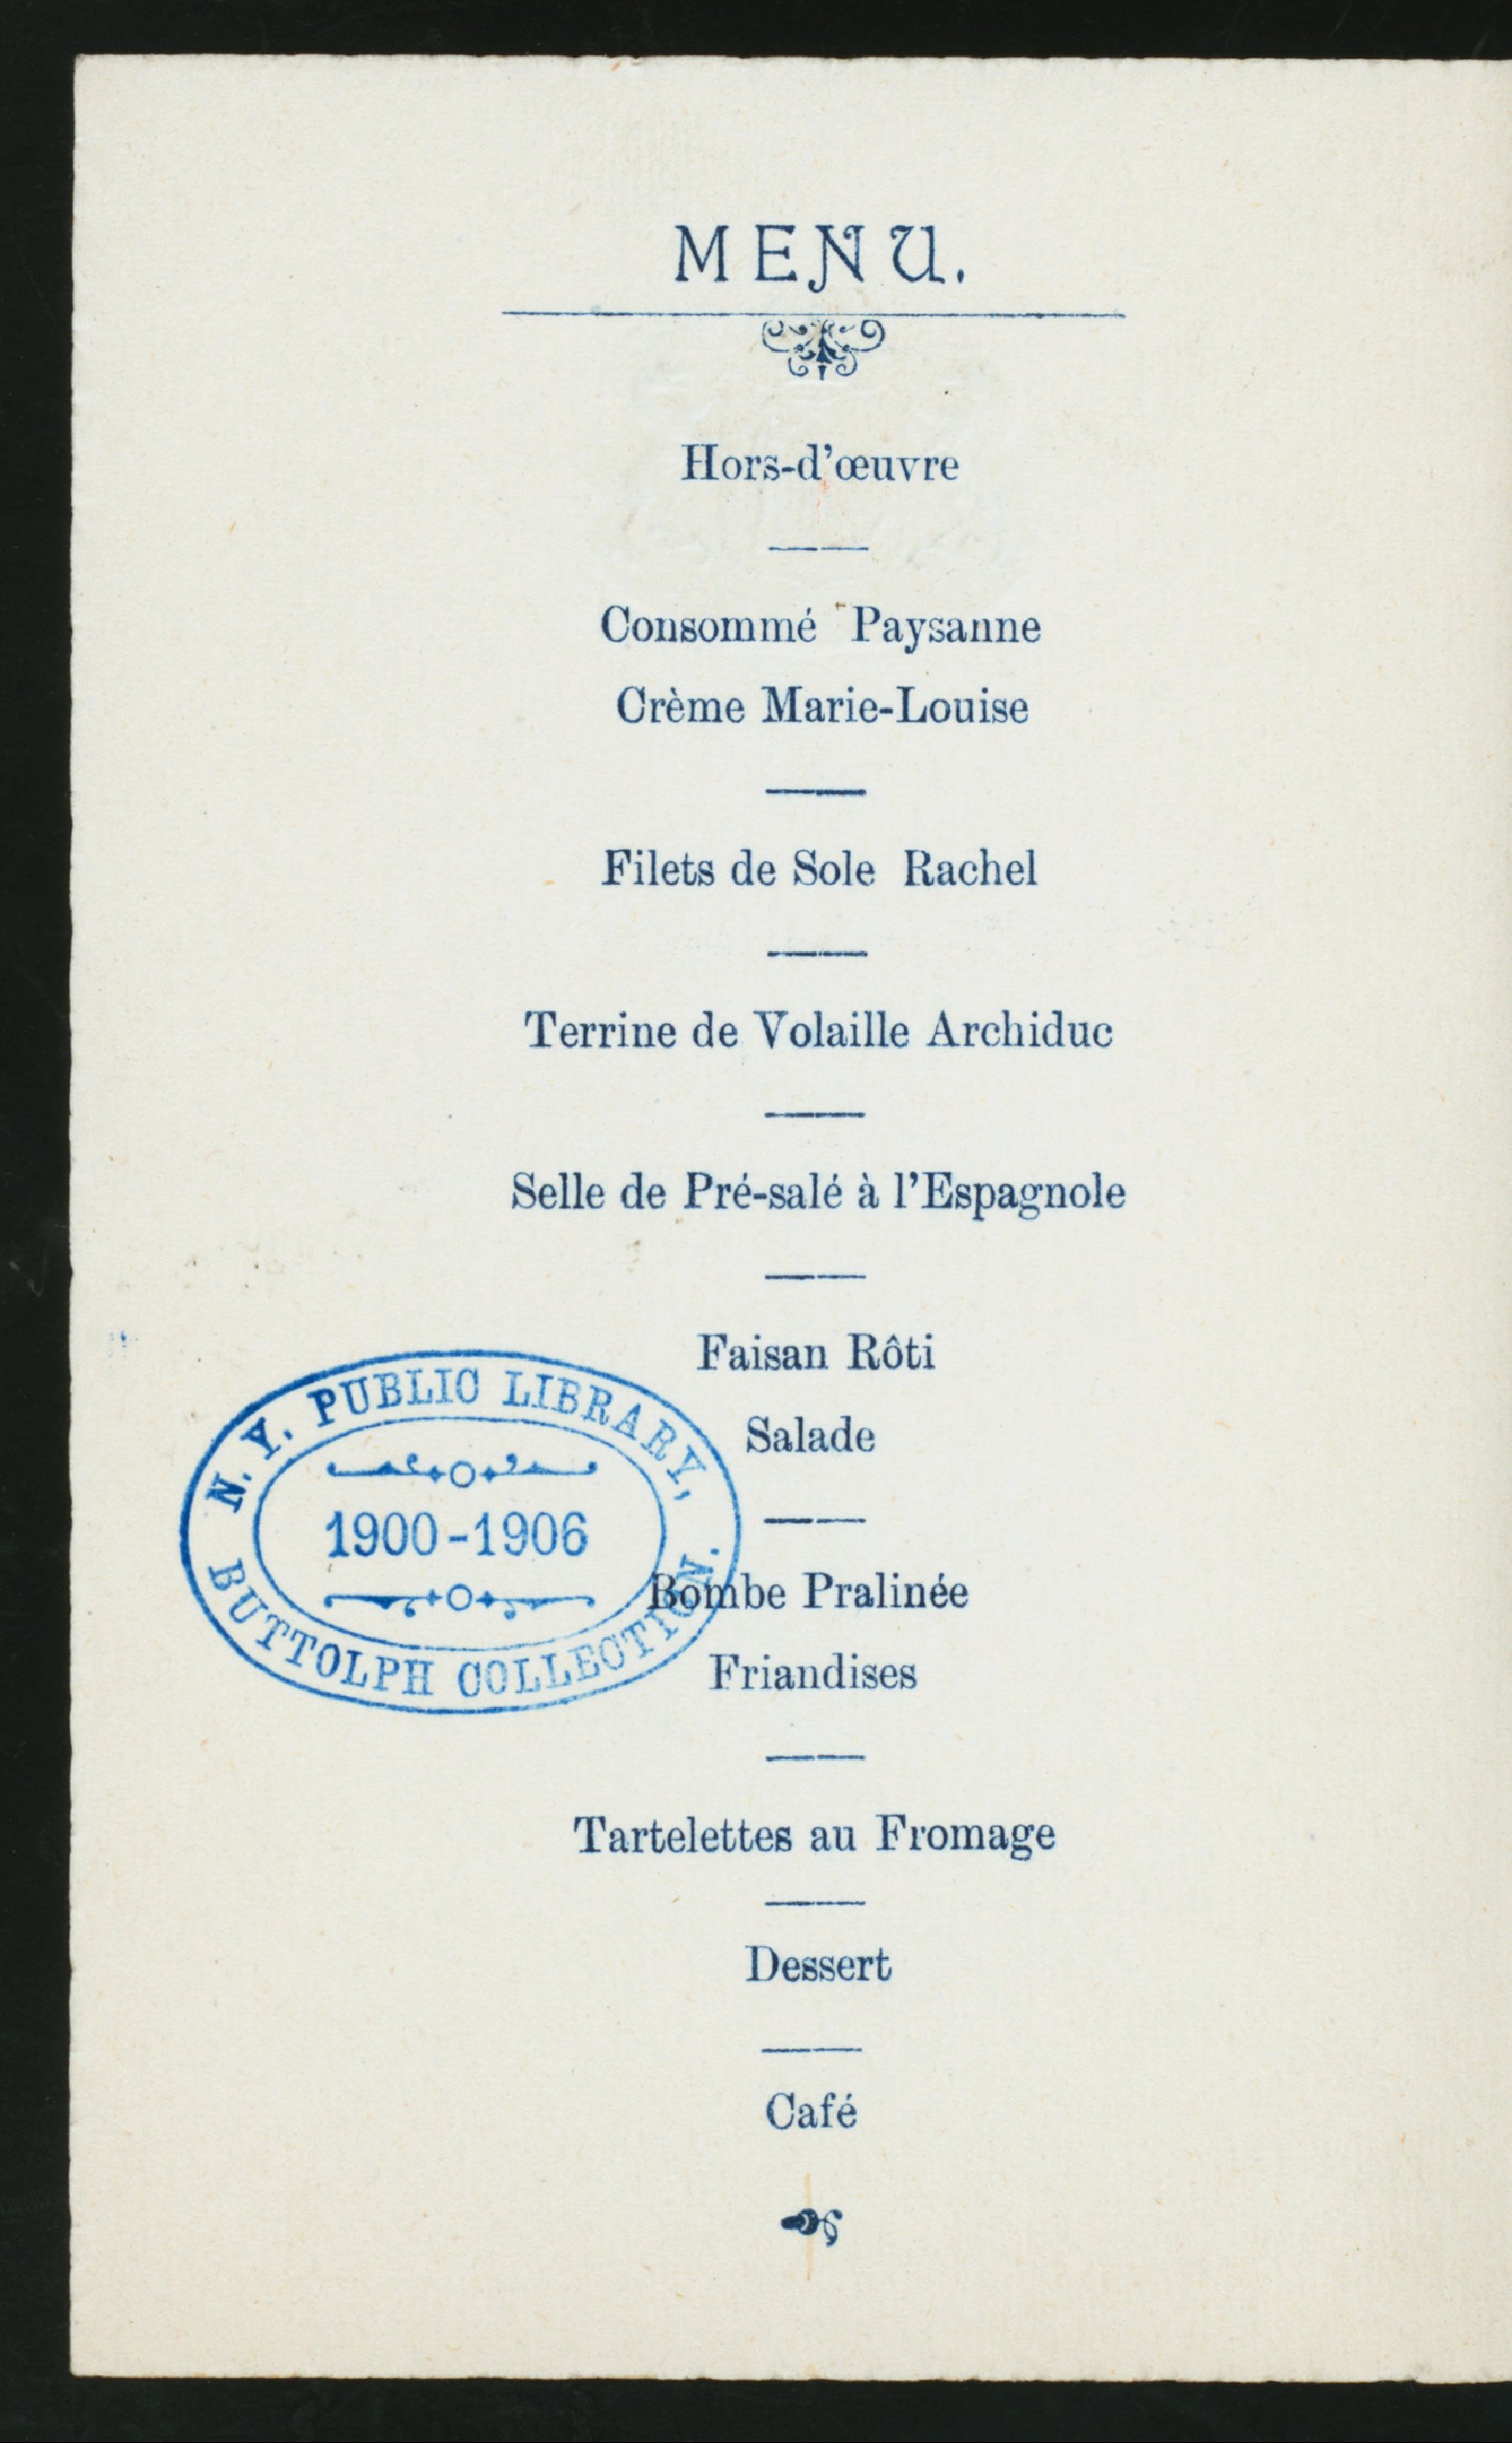 MENU.
Hors-d'œuvre
Consommé Paysanne
Crème Marie-Louise
Filets de Sole Rachel
Terrine de Volaille Archiduc
Selle de Pré-salé à l'Espagnole
Faisan Rôti
Salade
N. Y. PUBLIC LIBRARY,
1900-1906
BUTTOLPH COLLECTION.
Bombe Pralinée
Friandises
Tartelettes au Fromage
Dessert
Café